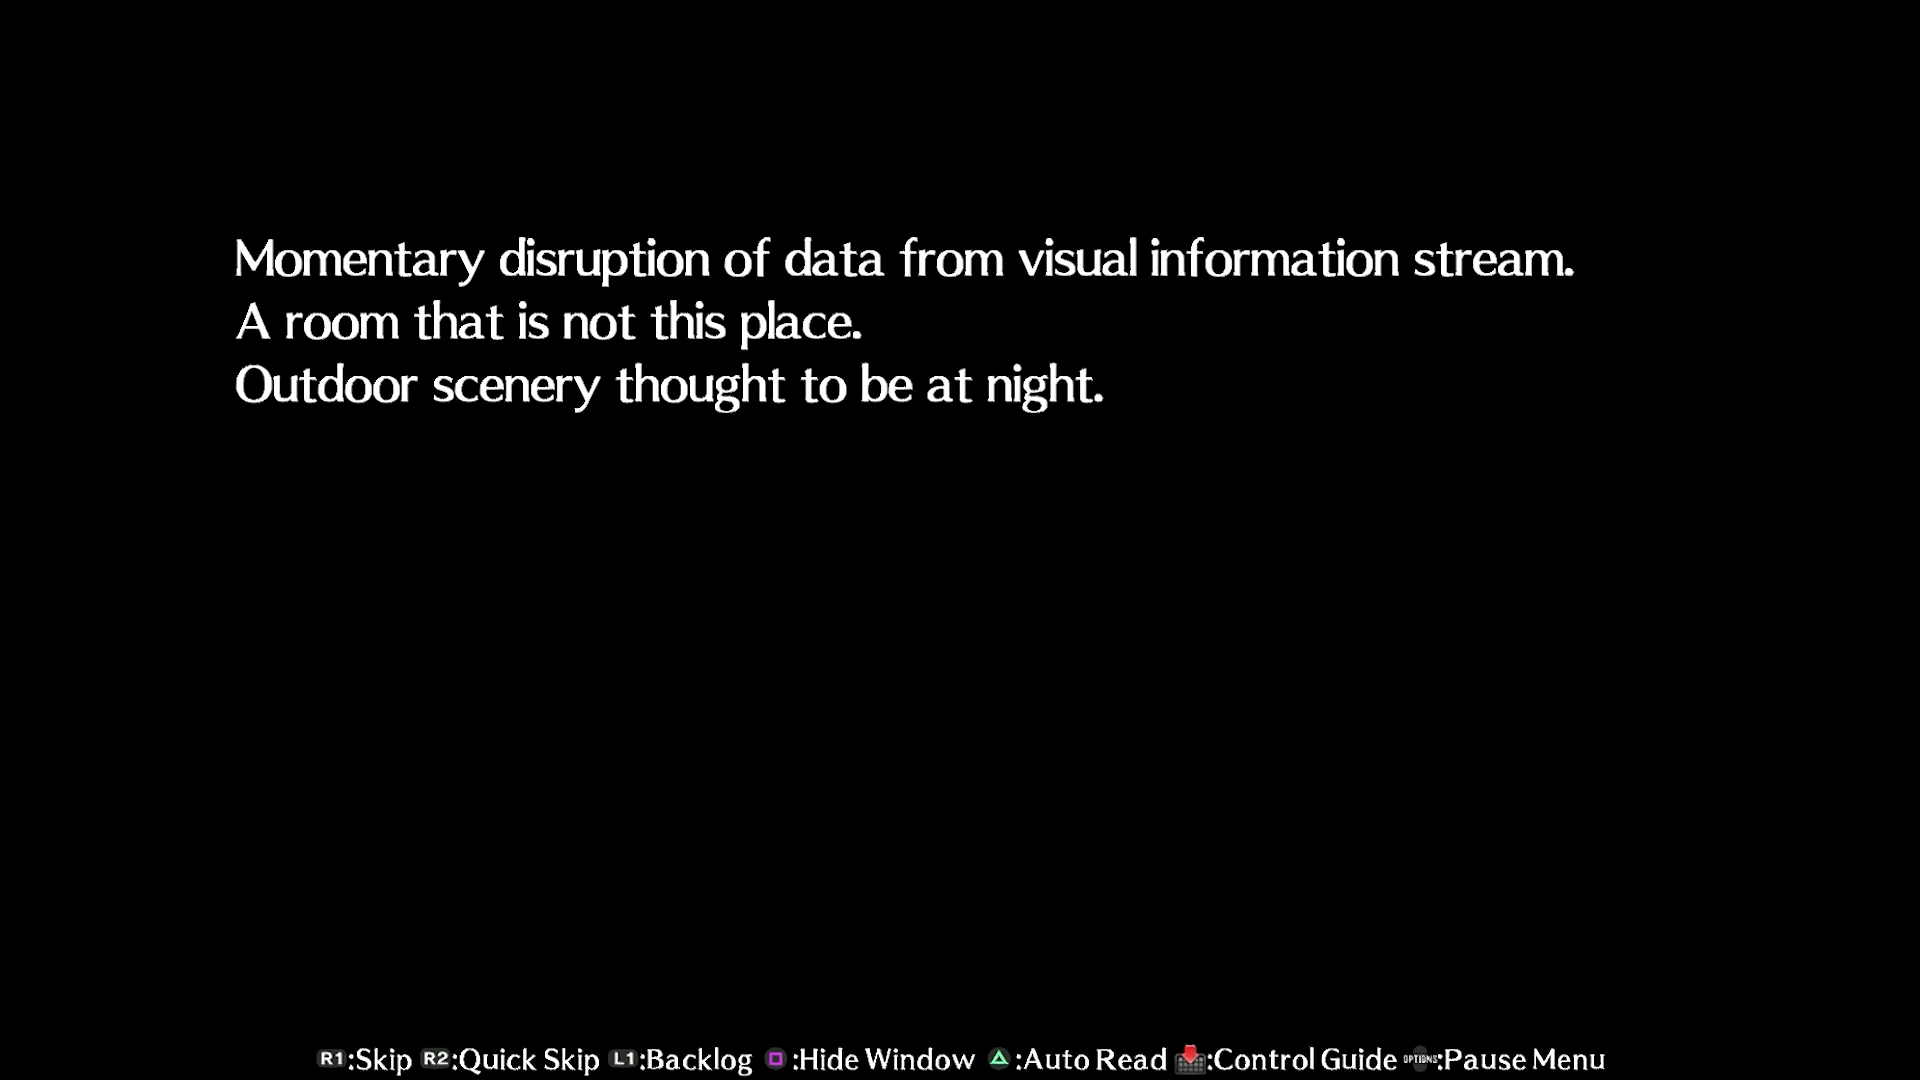 Momentary disruption of data from visual information stream.
A room that is not this place.
Outdoor scenery thought to be at night.
R1:Skip R2:Quick Skip L1:Backlog :Hide Window :Auto Read :Control Guide OPTIONS:Pause Menu